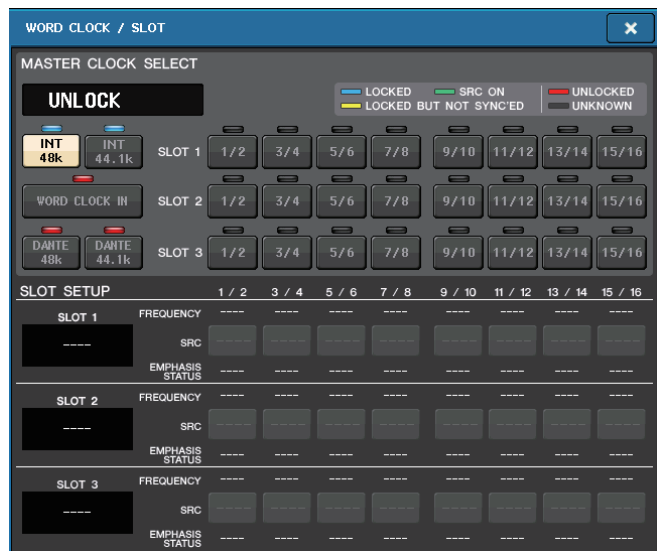 WORD CLOCK / SLOT
×
MASTER CLOCK SELECT
UNLOCK
LOCKED SRC ON UNLOCKED
LOCKED BUT NOT SYNC'ED UNKNOWN
INT 48k INT 44.1k SLOT 1 1/2 3/4 5/6 7/8 9/10 11/12 13/14 15/16
WORD CLOCK IN SLOT 2 1/2 3/4 5/6 7/8 9/10 11/12 13/14 15/16
DANTE 48k DANTE 44.1k SLOT 3 1/2 3/4 5/6 7/8 9/10 11/12 13/14 15/16
SLOT SETUP 1 / 2 3 / 4 5 / 6 7 / 8 9 / 10 11 / 12 13 / 14 15 / 16
SLOT 1 FREQUENCY ---- ---- ---- ---- ---- ---- ---- ----
---- SRC ---- ---- ---- ---- ---- ---- ---- ----
EMPHASIS STATUS ---- ---- ---- ---- ---- ---- ---- ----
SLOT 2 FREQUENCY ---- ---- ---- ---- ---- ---- ---- ----
---- SRC ---- ---- ---- ---- ---- ---- ---- ----
EMPHASIS STATUS ---- ---- ---- ---- ---- ---- ---- ----
SLOT 3 FREQUENCY ---- ---- ---- ---- ---- ---- ---- ----
---- SRC ---- ---- ---- ---- ---- ---- ---- ----
EMPHASIS STATUS ---- ---- ---- ---- ---- ---- ---- ----